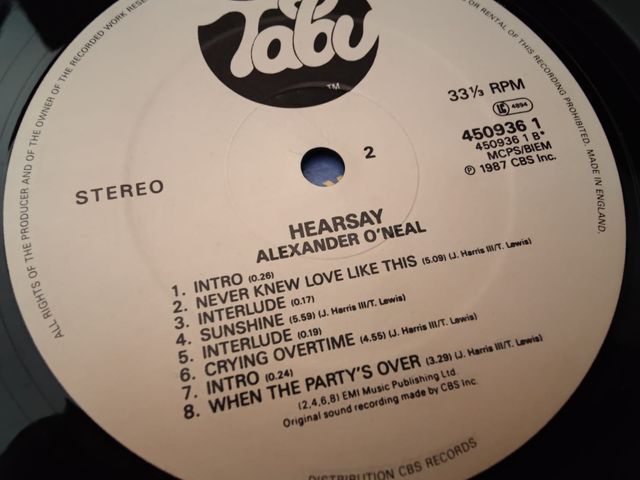 Tabu
TM
ALL RIGHTS OF THE PRODUCER AND OF THE OWNER OF THE RECORDED WORK RESE
OR RENTAL OF THIS RECORDING PROHIBITED. MADE IN ENGLAND.
33⅓ RPM
LC 4894
450936 1
450936 1 B*
MCPS/BIEM
℗ 1987 CBS Inc.
2
STEREO
HEARSAY
ALEXANDER O'NEAL
1. INTRO (0.26)
2. NEVER KNEW LOVE LIKE THIS (5.09) (J. Harris III/T. Lewis)
3. INTERLUDE (0.17)
4. SUNSHINE (5.59) (J. Harris III/T. Lewis)
5. INTERLUDE (0.19)
6. CRYING OVERTIME (4.55) (J. Harris III/T. Lewis)
7. INTRO (0.24)
8. WHEN THE PARTY'S OVER (3.29) (J. Harris III/T. Lewis)
(2,4,6,8) EMI Music Publishing Ltd.
Original sound recording made by CBS Inc.
DISTRIBUTION CBS RECORDS